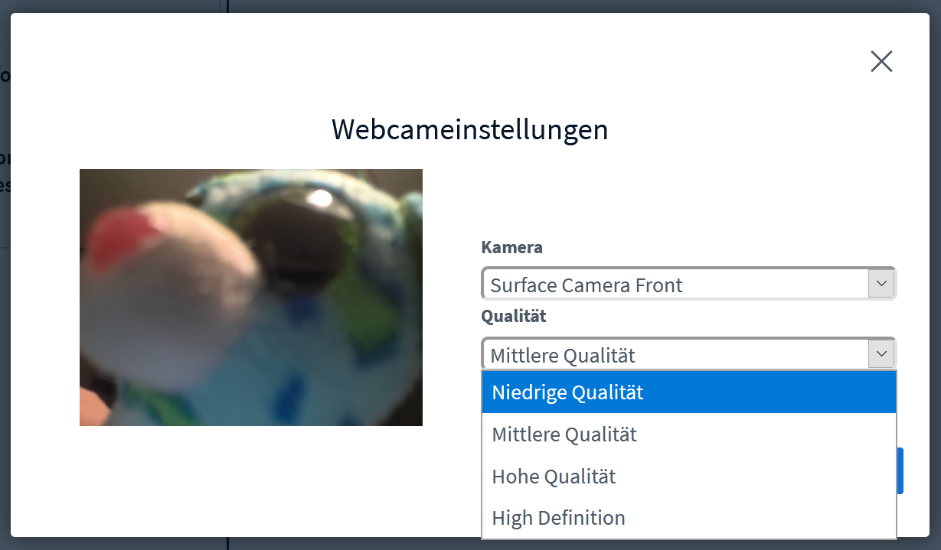 Webcameinstellungen
Kamera
Surface Camera Front
Qualität
Mittlere Qualität
Niedrige Qualität
Mittlere Qualität
Hohe Qualität
High Definition